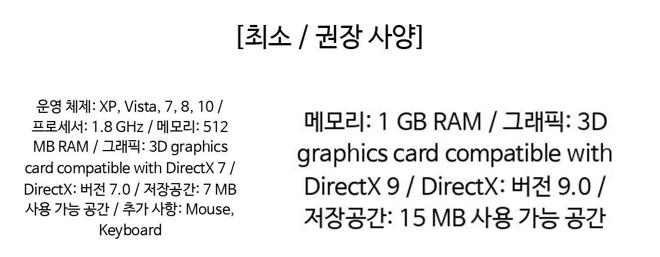 [최소 / 권장 사양]
운영 체제: XP, Vista, 7, 8, 10 /
프로세서: 1.8 GHz / 메모리: 512
MB RAM / 그래픽: 3D graphics
card compatible with DirectX 7 /
DirectX: 버전 7.0 / 저장공간: 7 MB
사용 가능 공간 / 추가 사항: Mouse,
Keyboard
메모리: 1 GB RAM / 그래픽: 3D
graphics card compatible with
DirectX 9 / DirectX: 버전 9.0 /
저장공간: 15 MB 사용 가능 공간